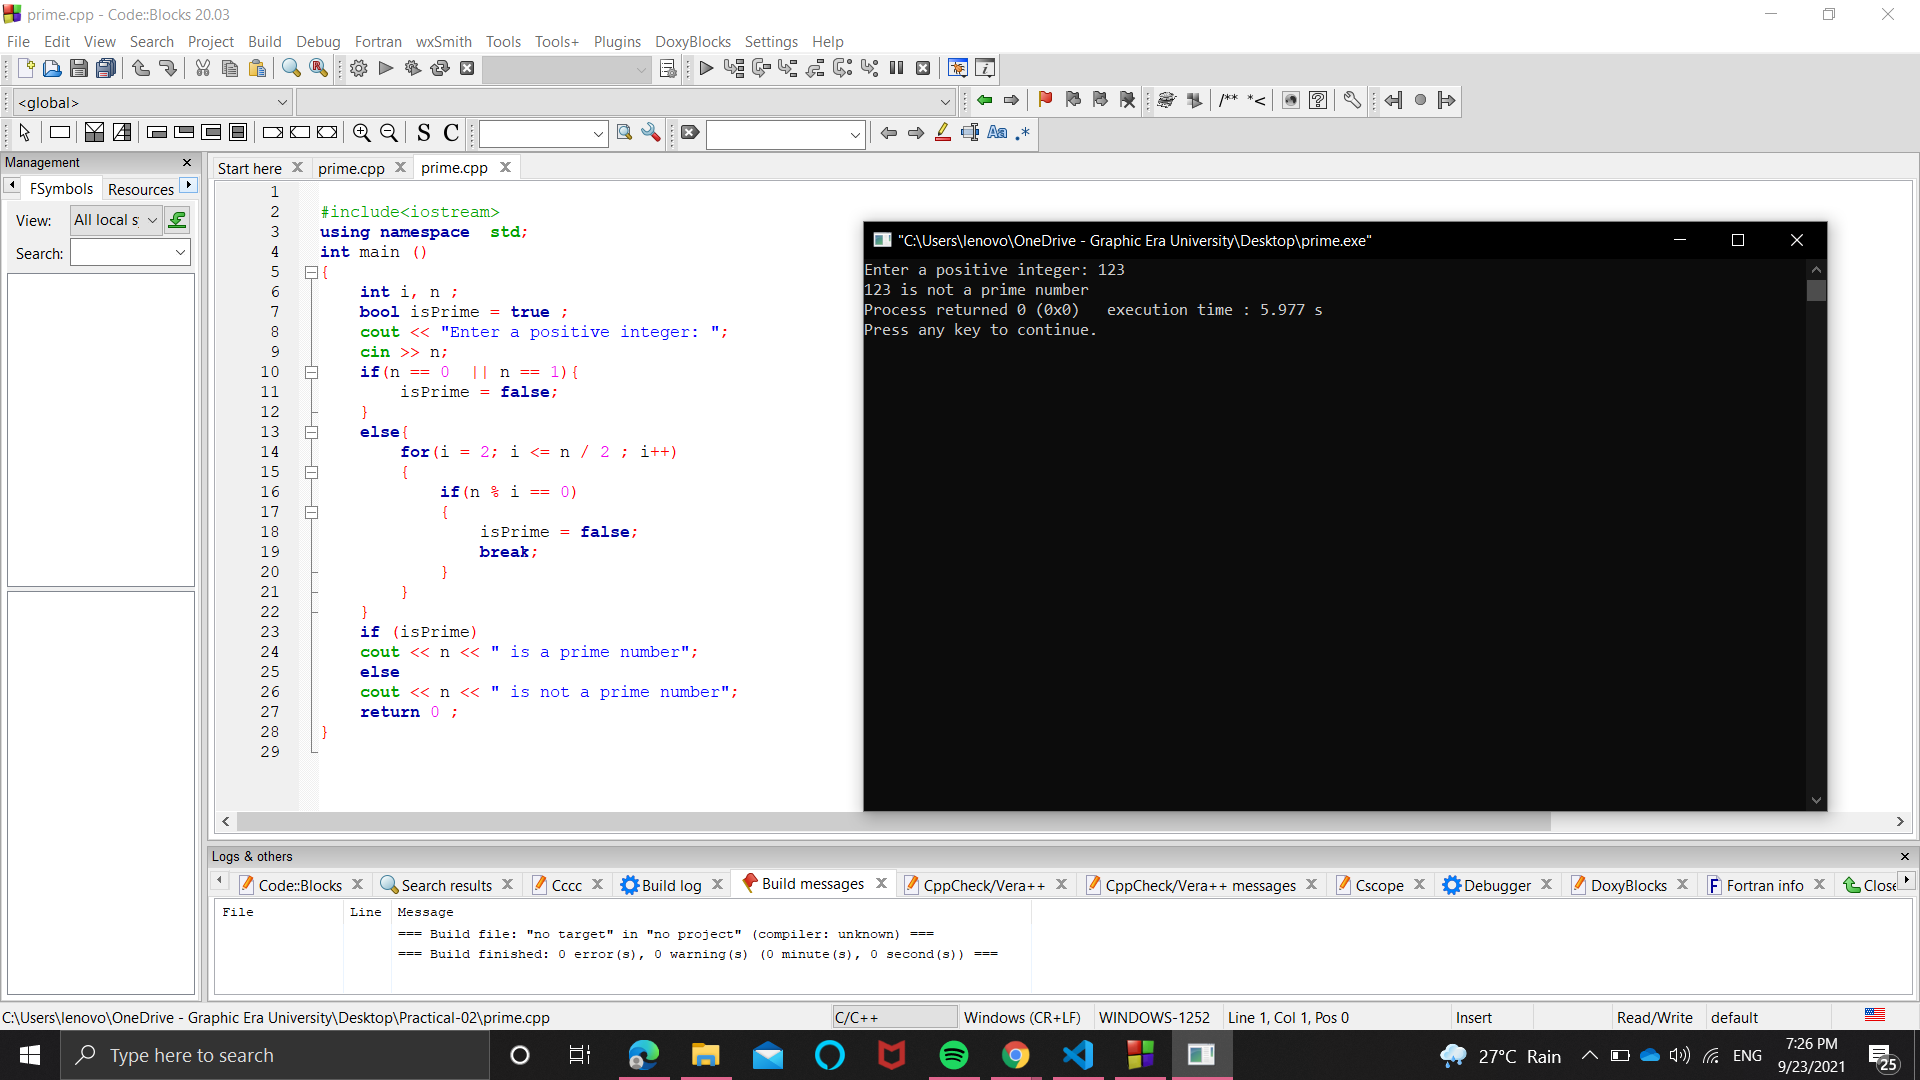 prime.cpp - Code::Blocks 20.03
File Edit View Search Project Build Debug Fortran wxSmith Tools Tools+ Plugins DoxyBlocks Settings Help
<global>
/** *<
S C
Aa .*
Management
FSymbols Resources
View: All local s
Search:
Start here prime.cpp prime.cpp
1
2 #include<iostream>
3 using namespace  std;
4 int main ()
5 {
6     int i, n ;
7     bool isPrime = true ;
8     cout << "Enter a positive integer: ";
9     cin >> n;
10     if(n == 0  || n == 1){
11         isPrime = false;
12     }
13     else{
14         for(i = 2; i <= n / 2 ; i++)
15         {
16             if(n % i == 0)
17             {
18                 isPrime = false;
19                 break;
20             }
21         }
22     }
23     if (isPrime)
24     cout << n << " is a prime number";
25     else
26     cout << n << " is not a prime number";
27     return 0 ;
28 }
29
"C:\Users\lenovo\OneDrive - Graphic Era University\Desktop\prime.exe"
Enter a positive integer: 123
123 is not a prime number
Process returned 0 (0x0)   execution time : 5.977 s
Press any key to continue.
Logs & others
Code::Blocks Search results Cccc Build log Build messages CppCheck/Vera++ CppCheck/Vera++ messages Cscope Debugger DoxyBlocks Fortran info Close
File Line Message
=== Build file: "no target" in "no project" (compiler: unknown) ===
=== Build finished: 0 error(s), 0 warning(s) (0 minute(s), 0 second(s)) ===
C:\Users\lenovo\OneDrive - Graphic Era University\Desktop\Practical-02\prime.cpp C/C++ Windows (CR+LF) WINDOWS-1252 Line 1, Col 1, Pos 0 Insert Read/Write default
Type here to search
27°C Rain ENG 7:26 PM
9/23/2021
25